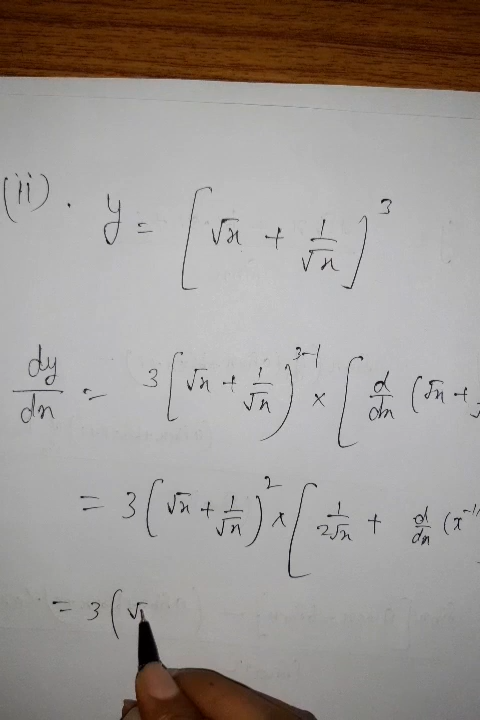 (ii). y = [√x + 1/√x]^3
dy/dx = 3[√x + 1/√x)^3-1 × [d/dx (√x +
= 3(√x + 1/√x)^2 × [1/2√x + d/dx (x^-1/
= 3(√